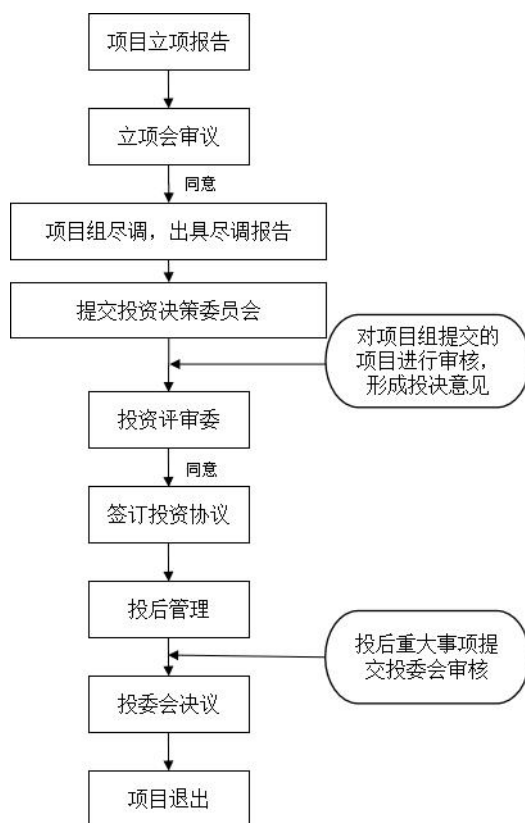 项目立项报告
立项会审议
同意
项目组尽调，出具尽调报告
提交投资决策委员会
对项目组提交的
项目进行审核，
形成投决意见
投资评审委
同意
签订投资协议
投后管理
投后重大事项提
交投委会审核
投委会决议
项目退出